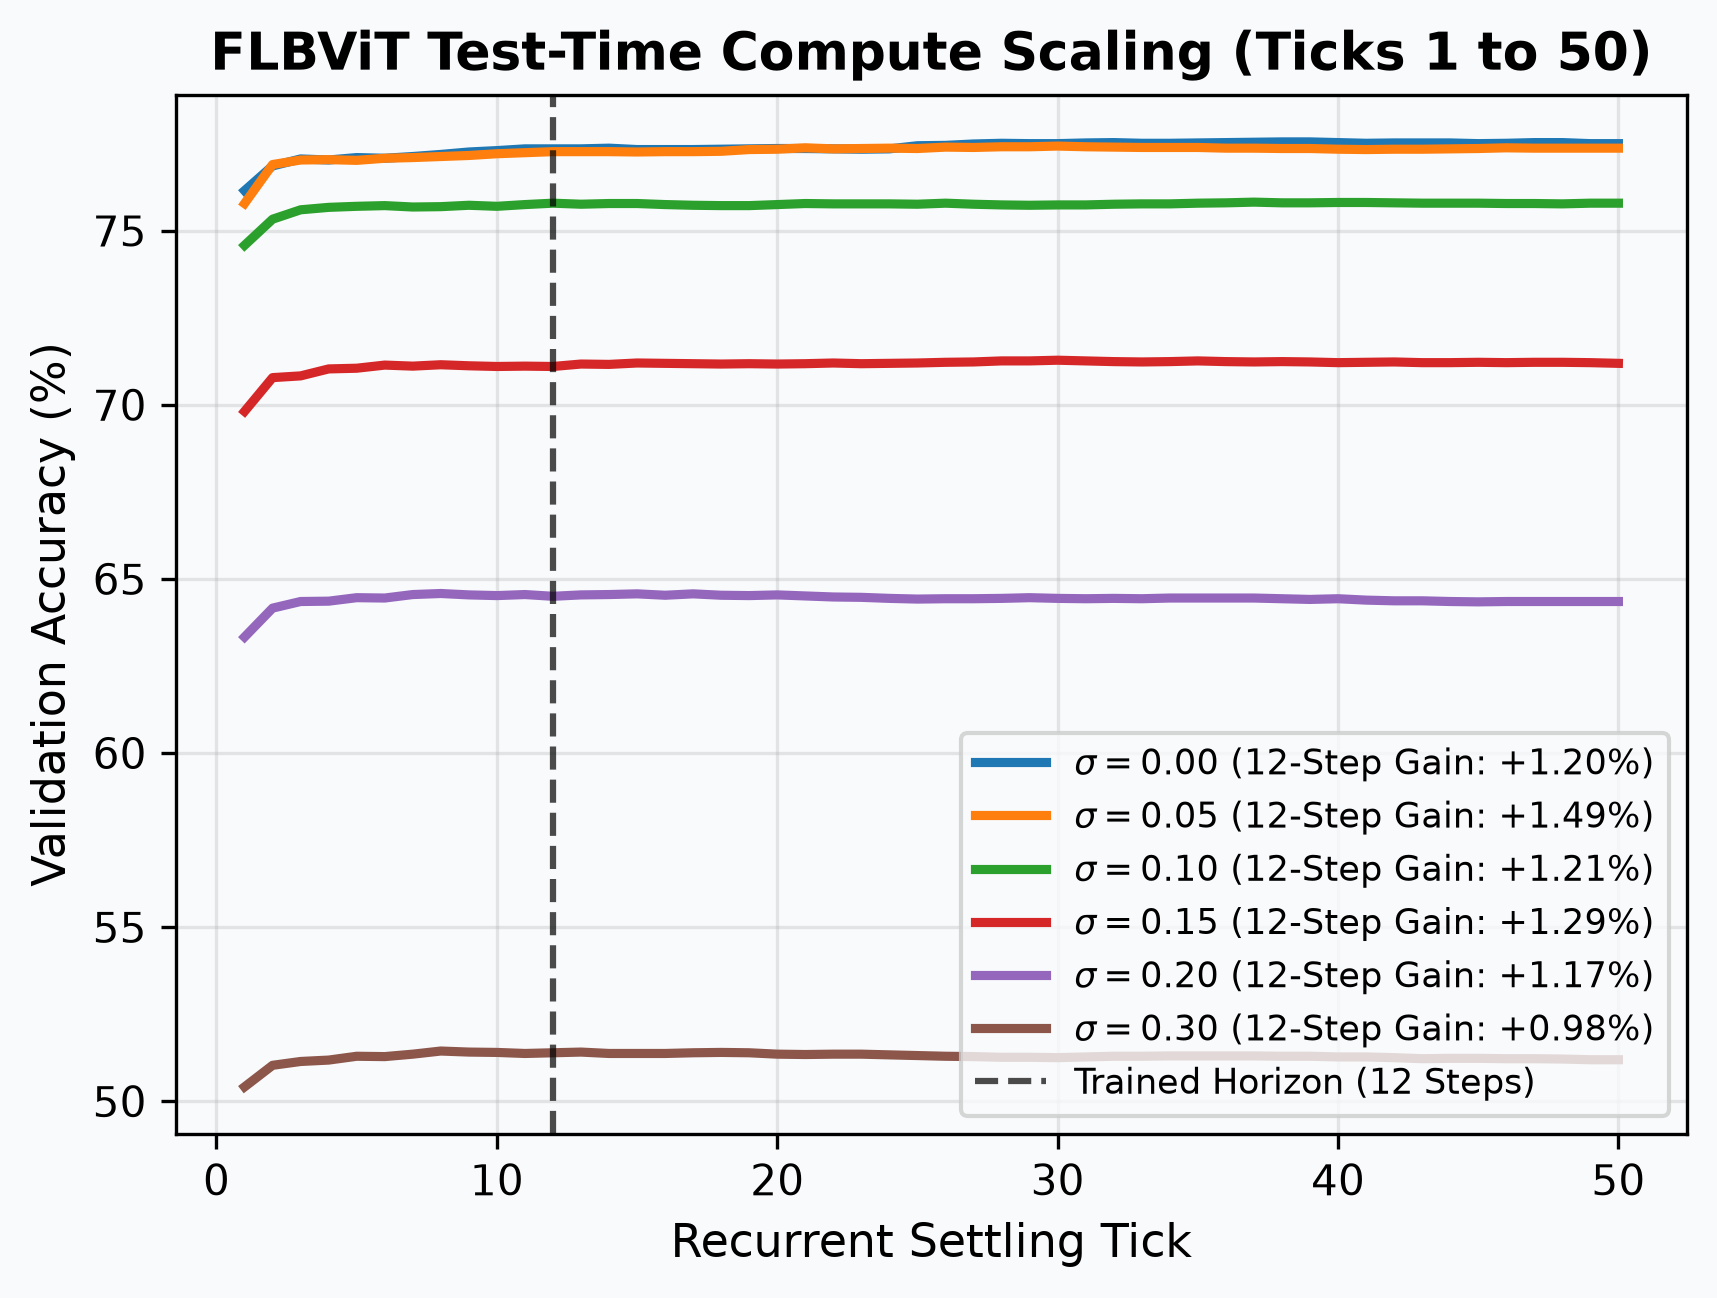 FLBViT Test-Time Compute Scaling (Ticks 1 to 50)
Validation Accuracy (%)
75
70
65
60
55
50
σ = 0.00 (12-Step Gain: +1.20%)
σ = 0.05 (12-Step Gain: +1.49%)
σ = 0.10 (12-Step Gain: +1.21%)
σ = 0.15 (12-Step Gain: +1.29%)
σ = 0.20 (12-Step Gain: +1.17%)
σ = 0.30 (12-Step Gain: +0.98%)
Trained Horizon (12 Steps)
0 10 20 30 40 50
Recurrent Settling Tick